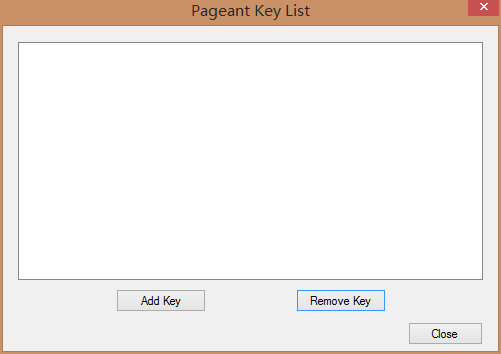 Pageant Key List
Add Key
Remove Key
Close